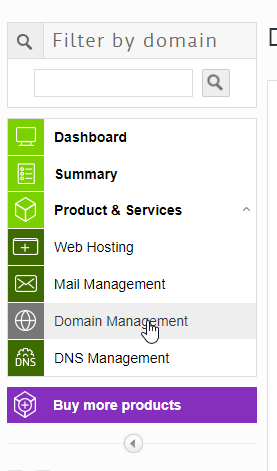 Filter by domain
Dashboard
Summary
Product & Services
Web Hosting
Mail Management
Domain Management
DNS
DNS Management
Buy more products